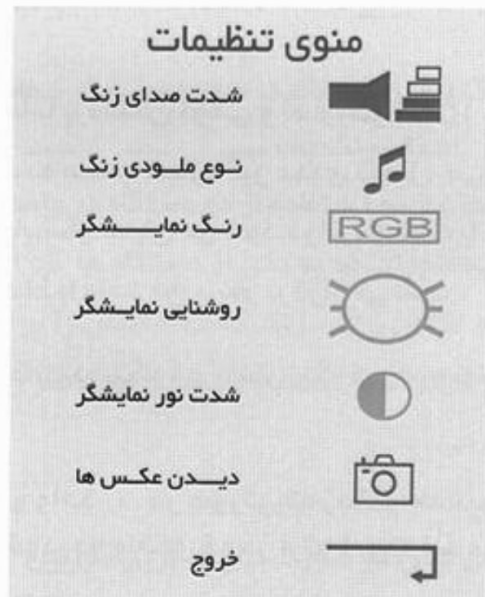 منوی تنظیمات
شدت صدای زنگ
نوع ملودی زنگ
رنگ نمایشگر
RGB
روشنایی نمایشگر
شدت نور نمایشگر
دیدن عکس ها
خروج